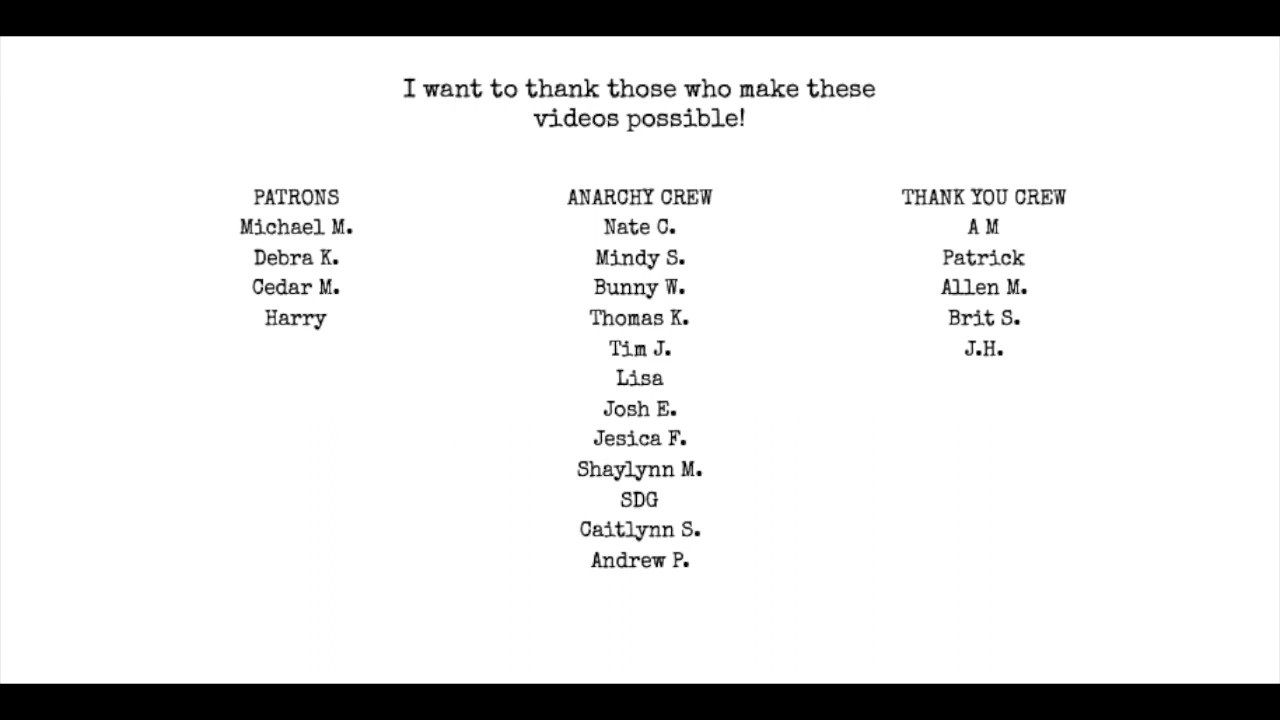 I want to thank those who make these
videos possible!
PATRONS
Michael M.
Debra K.
Cedar M.
Harry
ANARCHY CREW
Nate C.
Mindy S.
Bunny W.
Thomas K.
Tim J.
Lisa
Josh E.
Jesica F.
Shaylynn M.
SDG
Caitlynn S.
Andrew P.
THANK YOU CREW
A M
Patrick
Allen M.
Brit S.
J.H.